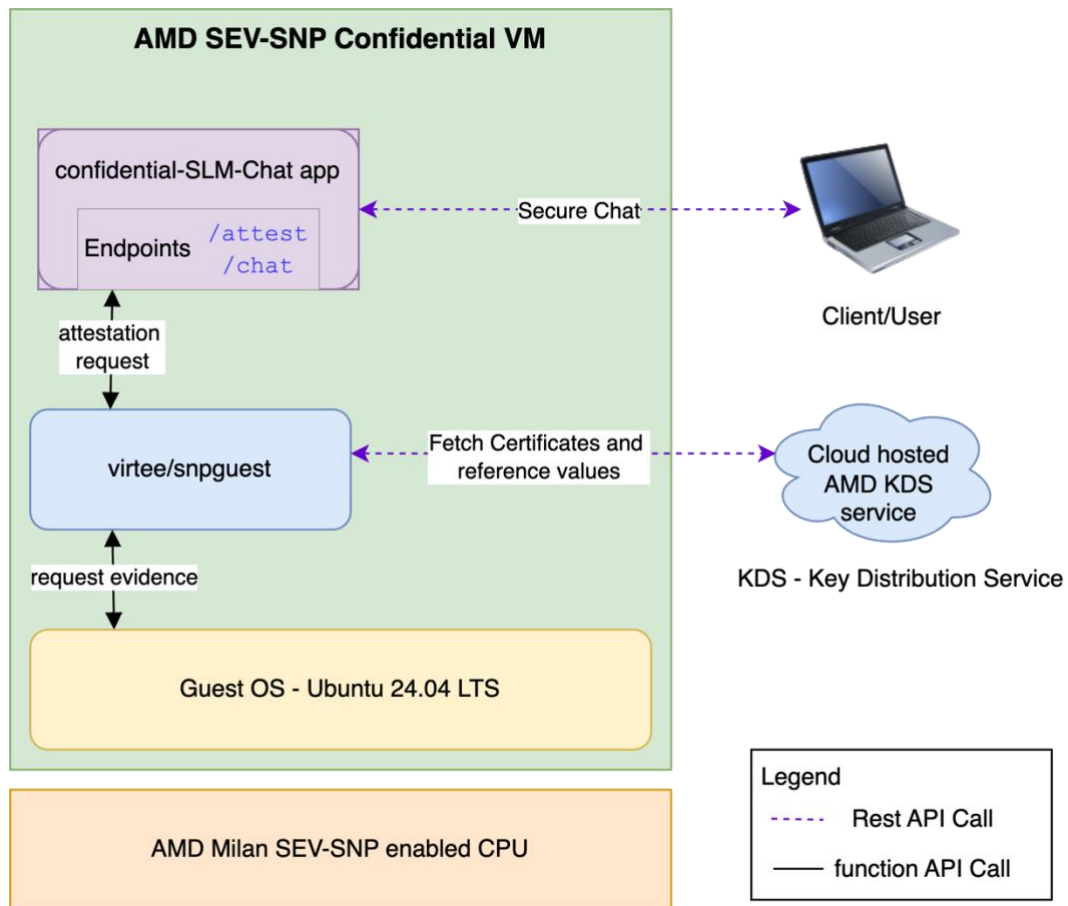 AMD SEV-SNP Confidential VM
confidential-SLM-Chat app
Endpoints
/attest
/chat
Secure Chat
Client/User
attestation
request
virtee/snpguest
Fetch Certificates and
reference values
Cloud hosted
AMD KDS
service
KDS - Key Distribution Service
request evidence
Guest OS - Ubuntu 24.04 LTS
AMD Milan SEV-SNP enabled CPU
Legend
Rest API Call
function API Call